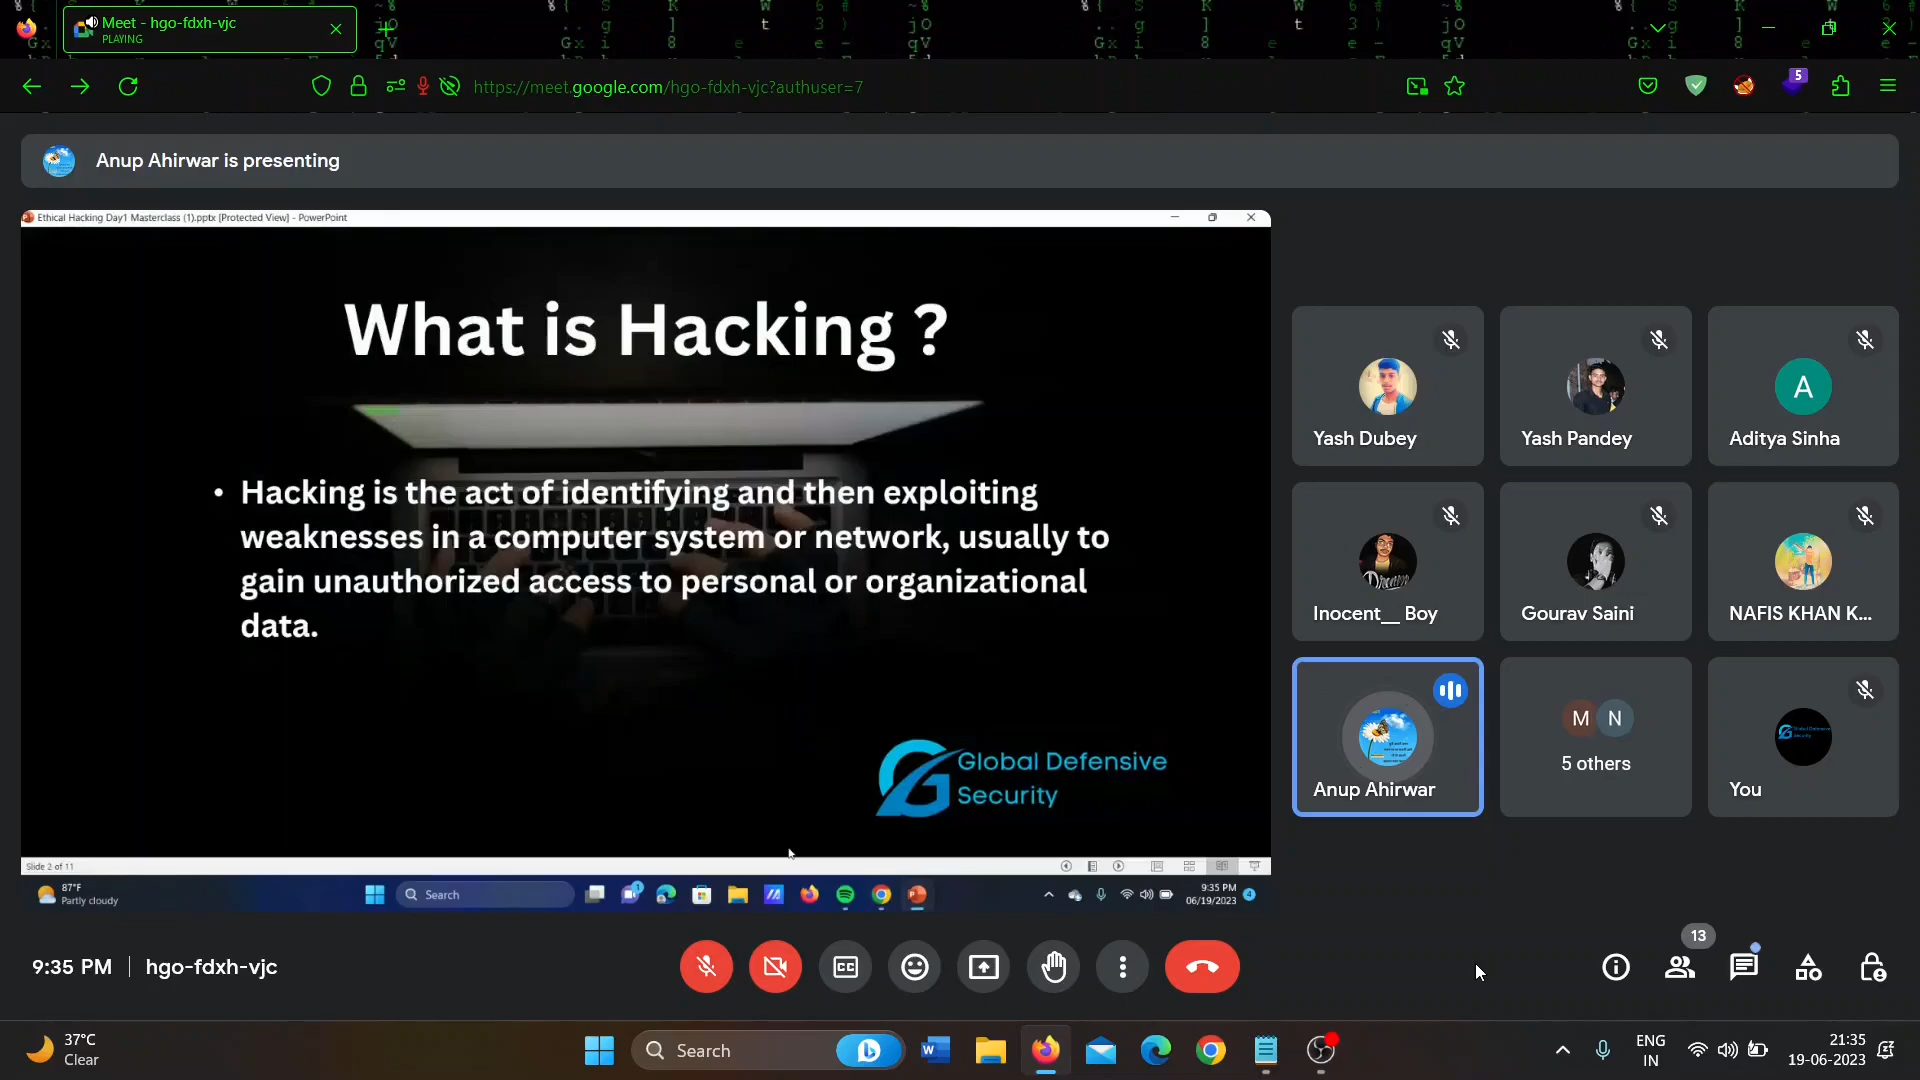 Meet - hgo-fdxh-vjc
PLAYING
https://meet.google.com/hgo-fdxh-vjc?authuser=7
5
Anup Ahirwar is presenting
Ethical Hacking Day1 Masterclass (1).pptx [Protected View] - PowerPoint
What is Hacking ?
• Hacking is the act of identifying and then exploiting
weaknesses in a computer system or network, usually to
gain unauthorized access to personal or organizational
data.
Global Defensive
Security
Slide 2 of 11
87°F
Partly cloudy
Search
1
9:35 PM
06/19/2023
4
Yash Dubey
Yash Pandey
A
Aditya Sinha
Inocent__ Boy
Gourav Saini
NAFIS KHAN K...
Anup Ahirwar
M N
5 others
You
9:35 PM
hgo-fdxh-vjc
CC
13
37°C
Clear
Search
ENG
IN
21:35
19-06-2023